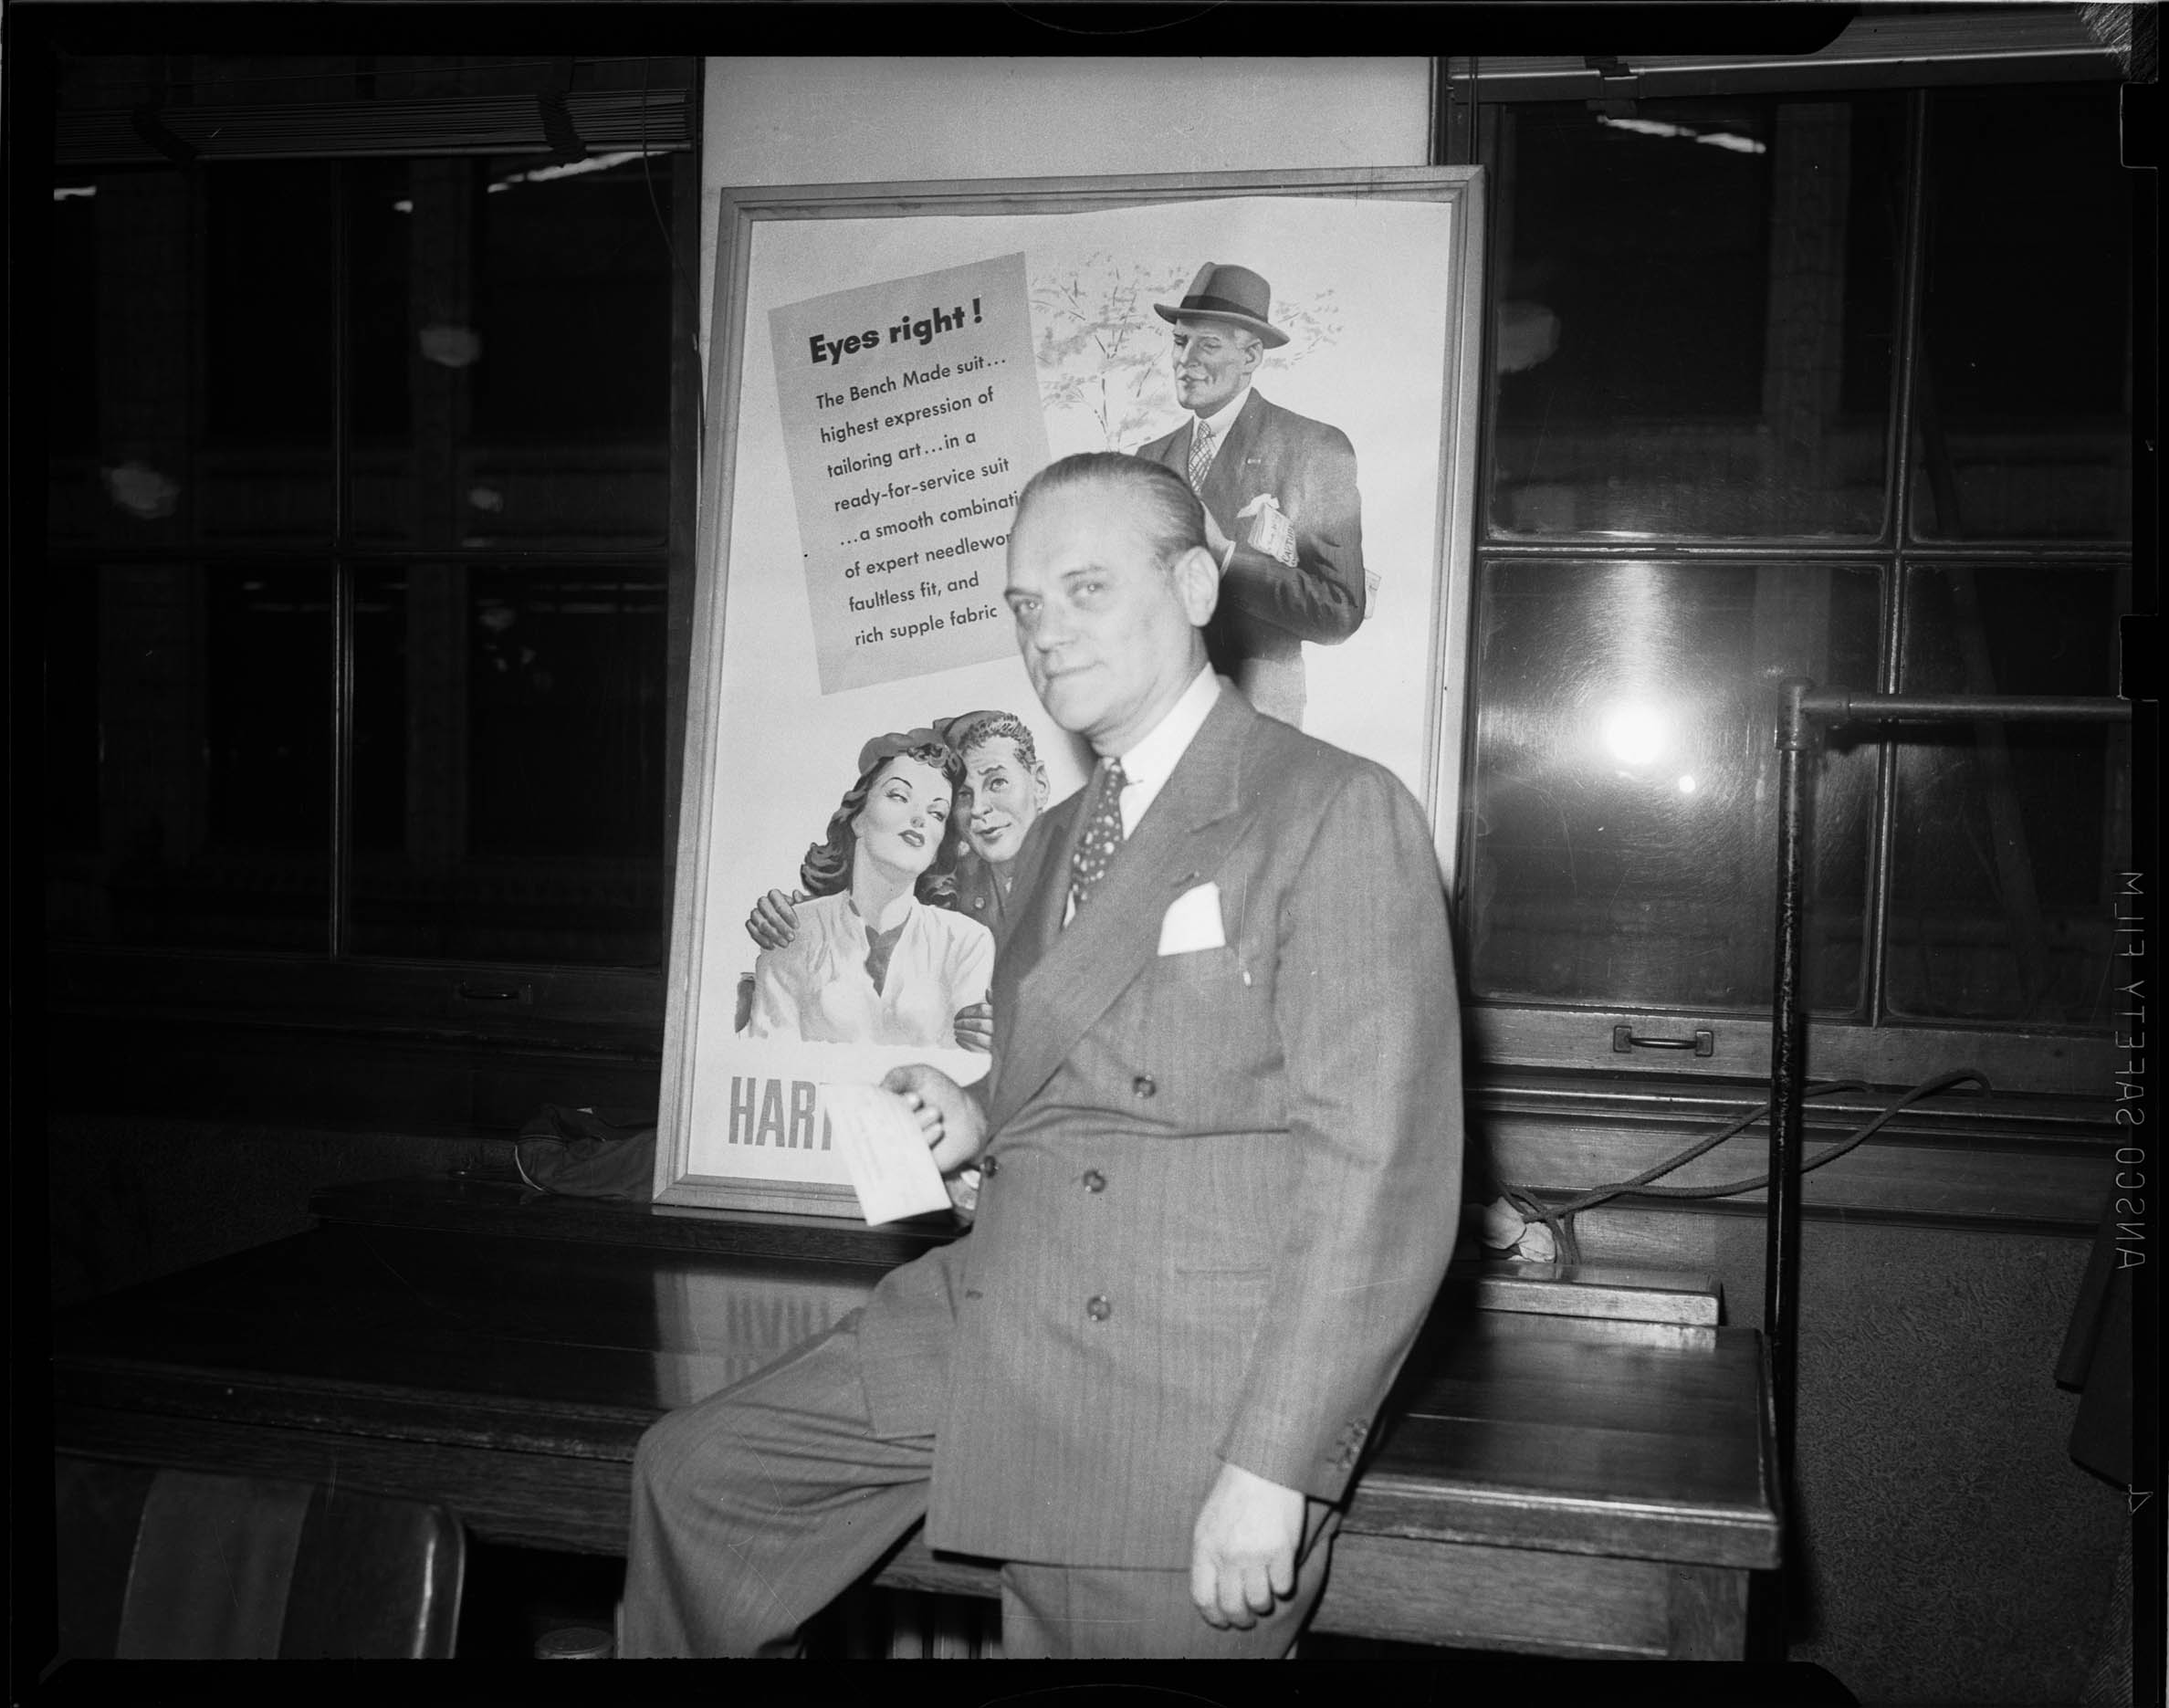 Eyes right!
The Bench Made suit...
highest expression of
tailoring art...in a
ready-for-service suit
...a smooth combinati
of expert needlewor
faultless fit, and
rich supple fabric
HART
ANSCO SAFETY FILM